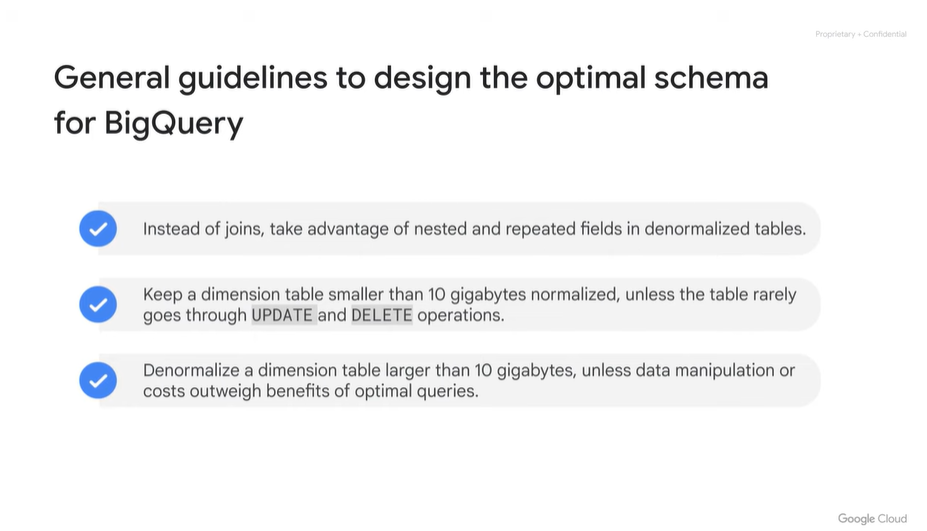 Proprietary + Confidential
General guidelines to design the optimal schema
for BigQuery
Instead of joins, take advantage of nested and repeated fields in denormalized tables.
Keep a dimension table smaller than 10 gigabytes normalized, unless the table rarely
goes through UPDATE and DELETE operations.
Denormalize a dimension table larger than 10 gigabytes, unless data manipulation or
costs outweigh benefits of optimal queries.
Google Cloud